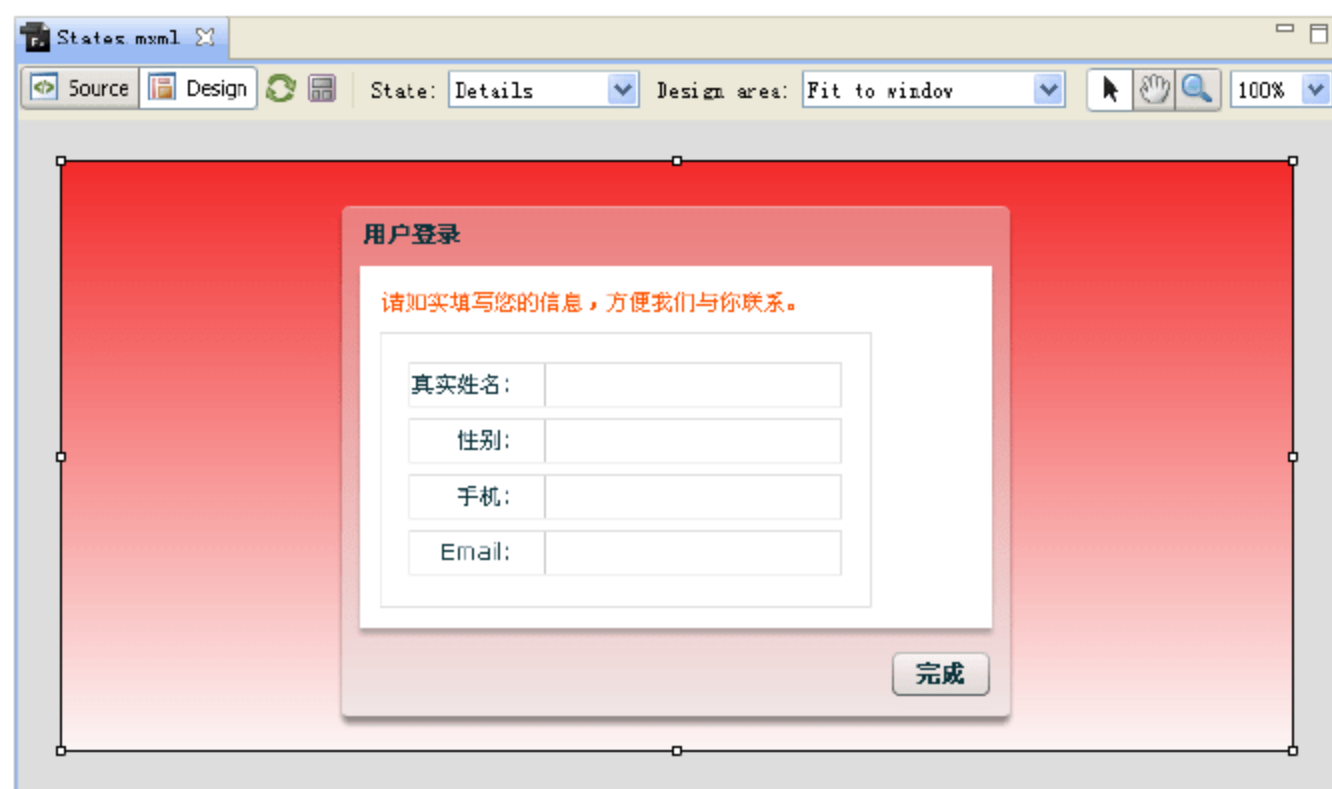 States.mxml
Source Design State: Details Design area: Fit to window 100%
用户登录
请如实填写您的信息，方便我们与你联系。
真实姓名：
性别：
手机：
Email：
完成